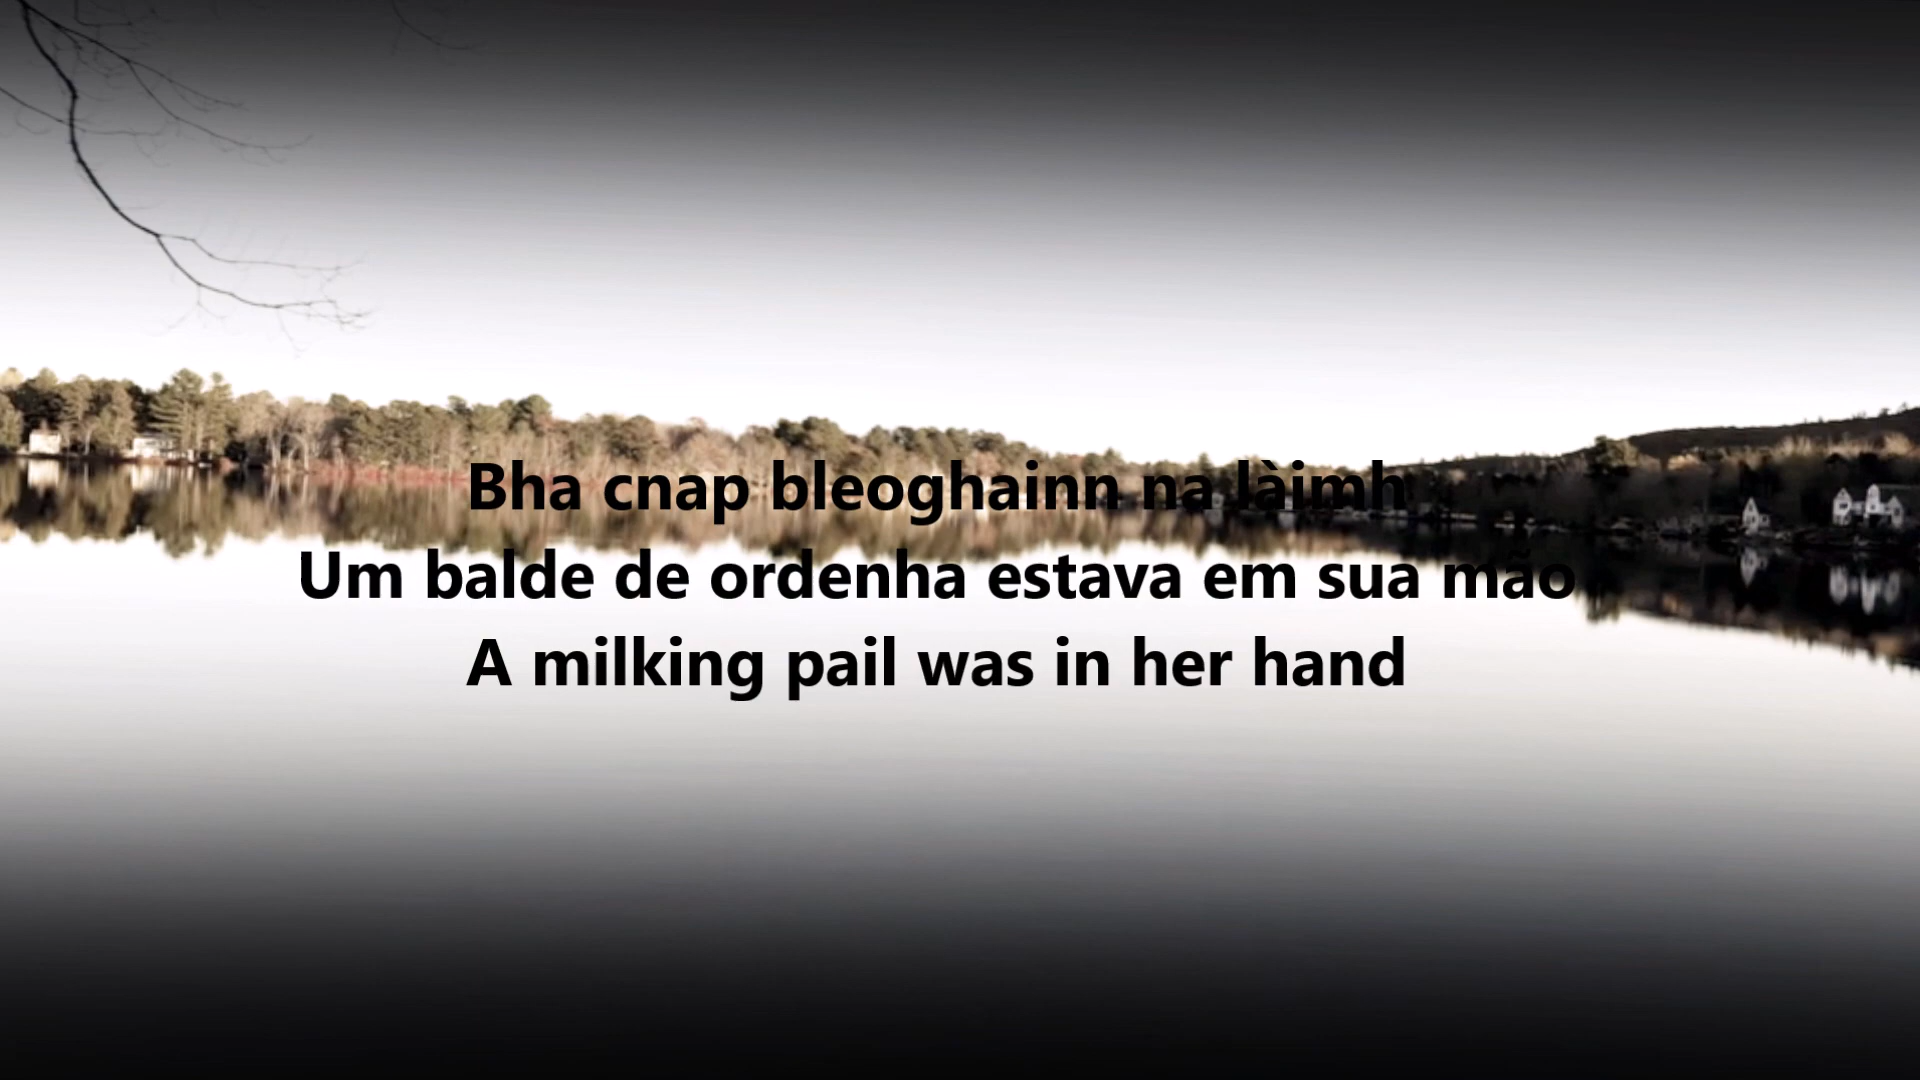 Bha cnap bleoghainn na làimh
Um balde de ordenha estava em sua mão
A milking pail was in her hand